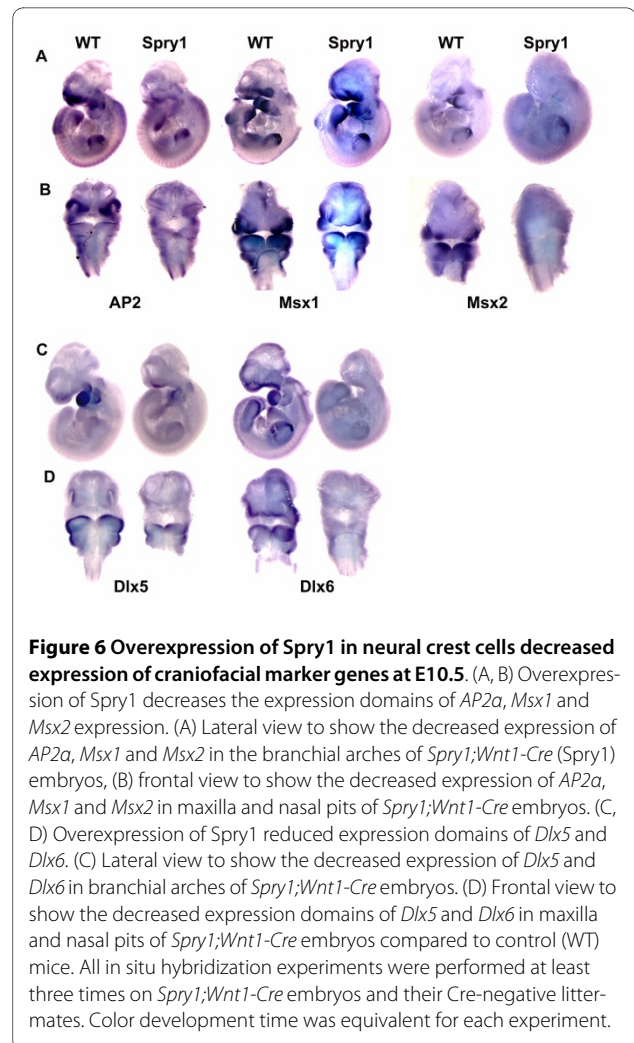 WT Spry1 WT Spry1 WT Spry1
A
B
AP2 Msx1 Msx2
C
D
Dlx5 Dlx6
Figure 6 Overexpression of Spry1 in neural crest cells decreased
expression of craniofacial marker genes at E10.5. (A, B) Overexpres-
sion of Spry1 decreases the expression domains of AP2α, Msx1 and
Msx2 expression. (A) Lateral view to show the decreased expression of
AP2α, Msx1 and Msx2 in the branchial arches of Spry1;Wnt1-Cre (Spry1)
embryos, (B) frontal view to show the decreased expression of AP2α,
Msx1 and Msx2 in maxilla and nasal pits of Spry1;Wnt1-Cre embryos. (C,
D) Overexpression of Spry1 reduced expression domains of Dlx5 and
Dlx6. (C) Lateral view to show the decreased expression of Dlx5 and
Dlx6 in branchial arches of Spry1;Wnt1-Cre embryos. (D) Frontal view to
show the decreased expression domains of Dlx5 and Dlx6 in maxilla
and nasal pits of Spry1;Wnt1-Cre embryos compared to control (WT)
mice. All in situ hybridization experiments were performed at least
three times on Spry1;Wnt1-Cre embryos and their Cre-negative litter-
mates. Color development time was equivalent for each experiment.